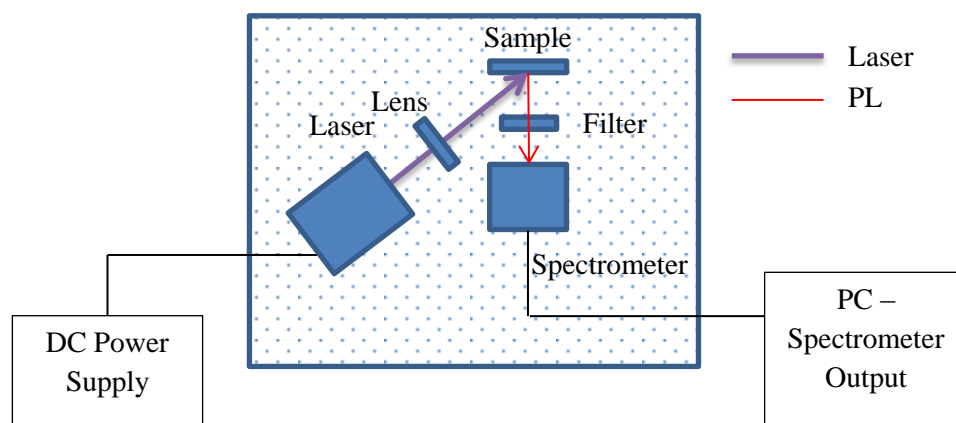 Sample
Laser
PL
Lens
Laser
Filter
Spectrometer
DC Power
Supply
PC –
Spectrometer
Output